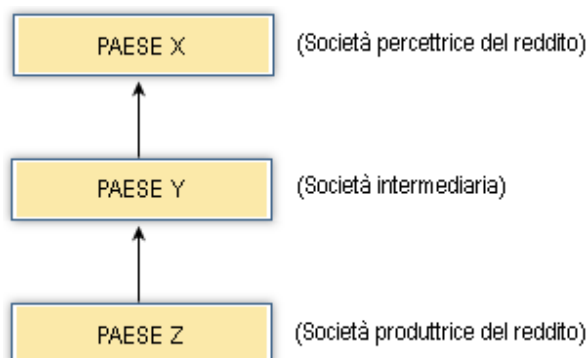 PAESE X (Società percettrice del reddito)
PAESE Y (Società intermediaria)
PAESE Z (Società produttrice del reddito)